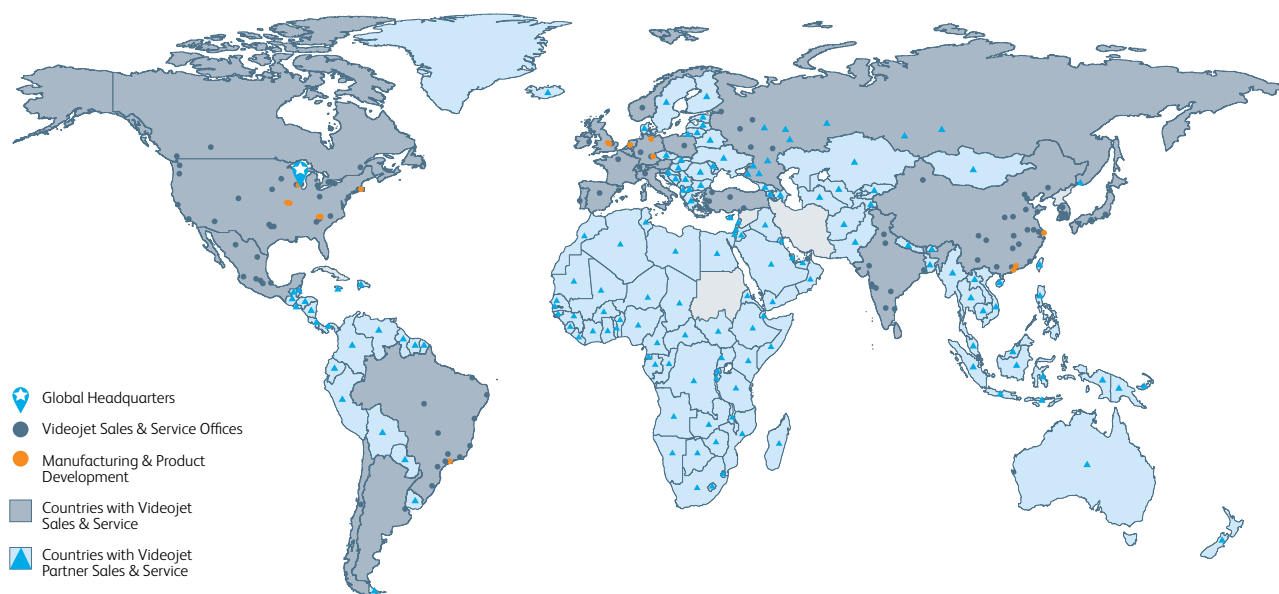 Global Headquarters
Videojet Sales & Service Offices
Manufacturing & Product
Development
Countries with Videojet
Sales & Service
Countries with Videojet
Partner Sales & Service